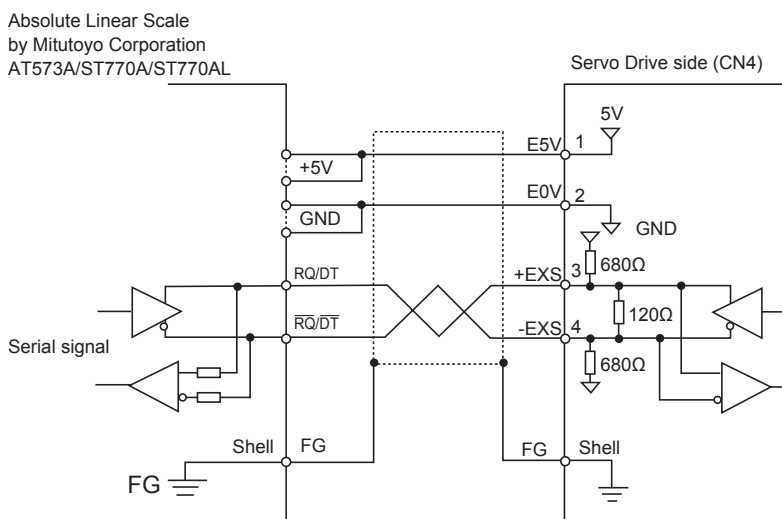 Absolute Linear Scale
by Mitutoyo Corporation
AT573A/ST770A/ST770AL
Servo Drive side (CN4)
5V
E5V 1
+5V
E0V 2
GND
GND
RQ/DT
+EXS 3
680Ω
120Ω
RQ/DT
-EXS 4
Serial signal
680Ω
Shell FG
FG Shell
FG